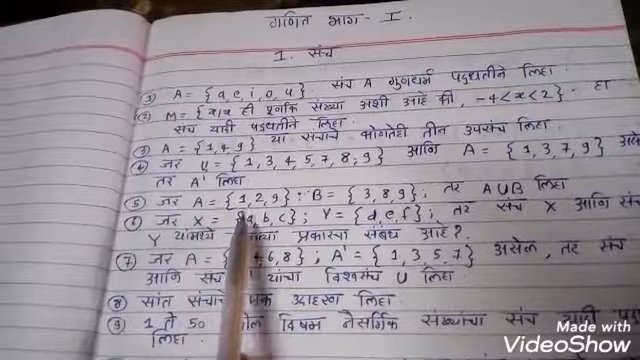 गणित भाग - I.
1. संच
① A = {a, e, i, o, u}. संच A गुणधर्म पद्धतीने लिहा
② M = {x/x ही पूर्णांक संख्या अशी आहे की, -4 < x < 2}. हा
संच यादी पद्धतीने लिहा.
③ A = {1, 4, 9} या संचाचे कोणतेही तीन उपसंच लिहा.
④ जर U = {1, 3, 4, 5, 7, 8, 9} आणि A = {1, 3, 7, 9}
तर A' लिहा
⑤ जर A = {1, 2, 9}; B = {3, 8, 9}; तर A∪B लिहा
⑥ जर X = {a, b, c}; Y = {d, e, f}; तर संच X आणि संच
Y यांमध्ये प्रकारचा संबंध आहे?.
⑦ जर A = { 6, 8}; A' = {1, 3, 5, 7} असेल, तर संच
आणि यांचा विश्वसंच U लिहा.
⑧ सांत संचाचे एक उदाहरण लिहा.
⑨ 1 ते 50 विषम नैसर्गिक संख्यांचा संच यादी
लिहा.
Made with
VideoShow